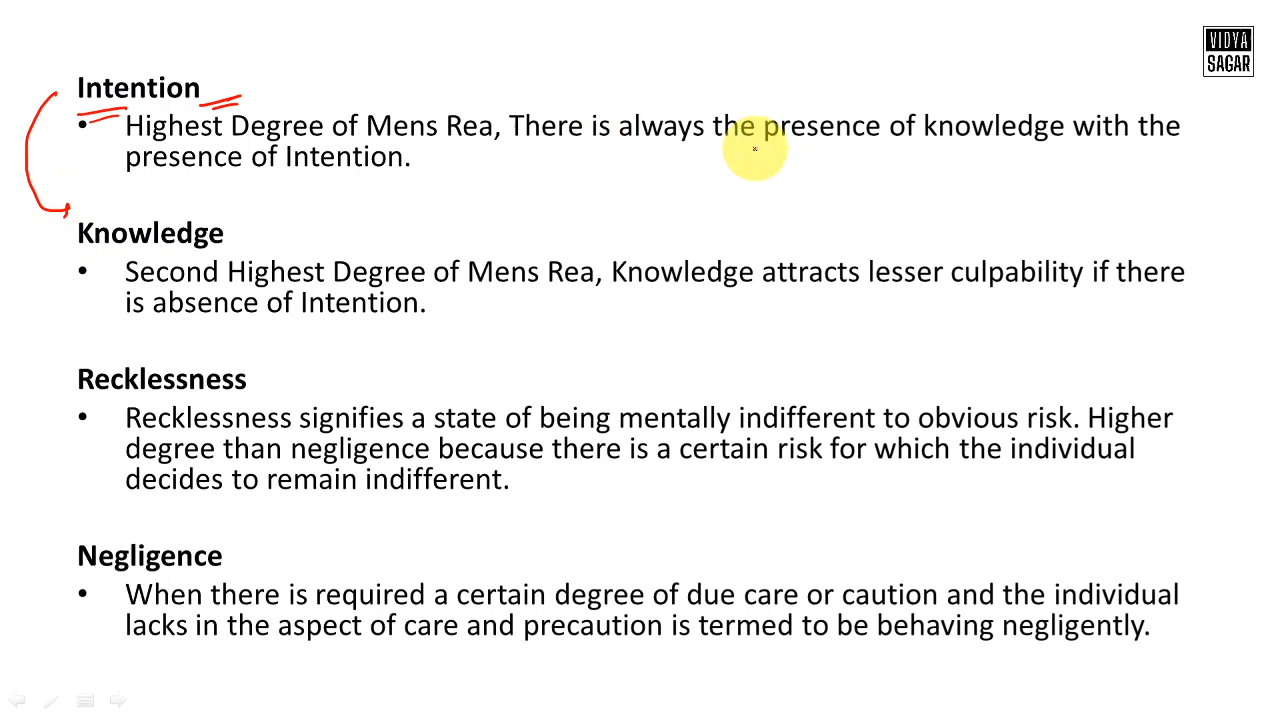 VIDYA
SAGAR
Intention
• Highest Degree of Mens Rea, There is always the presence of knowledge with the
presence of Intention.
Knowledge
• Second Highest Degree of Mens Rea, Knowledge attracts lesser culpability if there
is absence of Intention.
Recklessness
• Recklessness signifies a state of being mentally indifferent to obvious risk. Higher
degree than negligence because there is a certain risk for which the individual
decides to remain indifferent.
Negligence
• When there is required a certain degree of due care or caution and the individual
lacks in the aspect of care and precaution is termed to be behaving negligently.